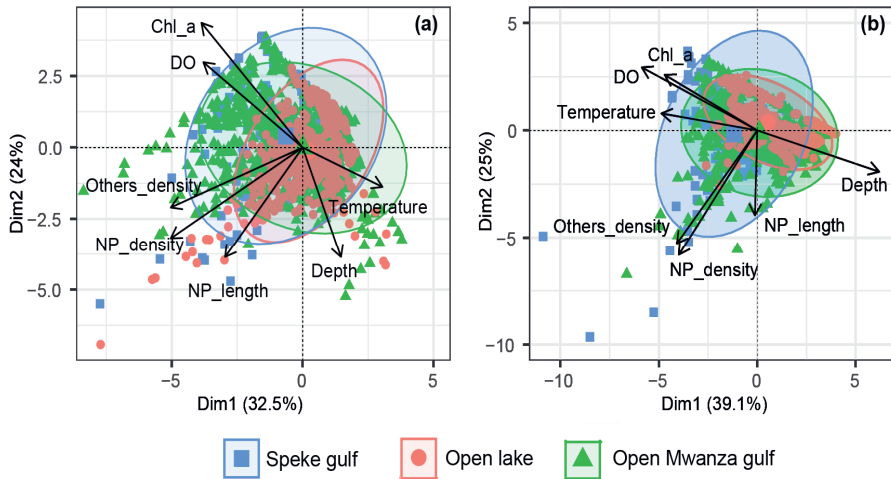 (a)
Chl_a
DO
Others_density
NP_density
NP_length
Depth
Temperature
2.5
0.0
−2.5
−5.0
Dim2 (24%)
−5
0
5
Dim1 (32.5%)
(b)
Chl_a
DO
Temperature
Depth
Others_density
NP_length
NP_density
5
0
−5
−10
Dim2 (25%)
−10
−5
0
5
Dim1 (39.1%)
Speke gulf
Open lake
Open Mwanza gulf